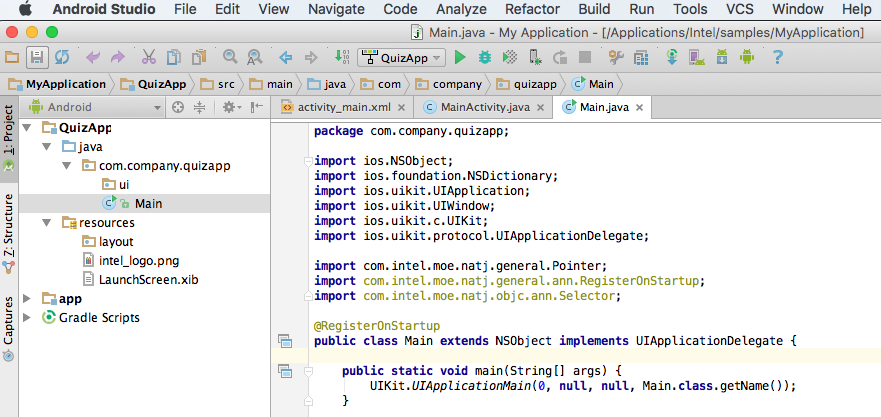 Android Studio File Edit View Navigate Code Analyze Refactor Build Run Tools VCS Window Help
Main.java - My Application - [/Applications/Intel/samples/MyApplication]
QuizApp
MyApplication QuizApp src main java com company quizapp Main
Android
activity_main.xml MainActivity.java Main.java
1: Project
Z: Structure
Captures
QuizApp
java
com.company.quizapp
ui
Main
resources
layout
intel_logo.png
LaunchScreen.xib
app
Gradle Scripts
package com.company.quizapp;
import ios.NSObject;
import ios.foundation.NSDictionary;
import ios.uikit.UIApplication;
import ios.uikit.UIWindow;
import ios.uikit.c.UIKit;
import ios.uikit.protocol.UIApplicationDelegate;
import com.intel.moe.natj.general.Pointer;
import com.intel.moe.natj.general.ann.RegisterOnStartup;
import com.intel.moe.natj.objc.ann.Selector;
@RegisterOnStartup
public class Main extends NSObject implements UIApplicationDelegate {
public static void main(String[] args) {
UIKit.UIApplicationMain(0, null, null, Main.class.getName());
}